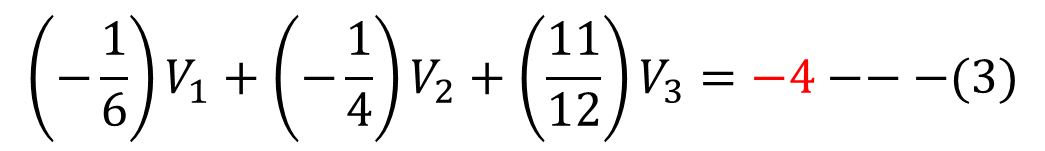 (−1/6)V₁ + (−1/4)V₂ + (11/12)V₃ = −4 −− −(3)